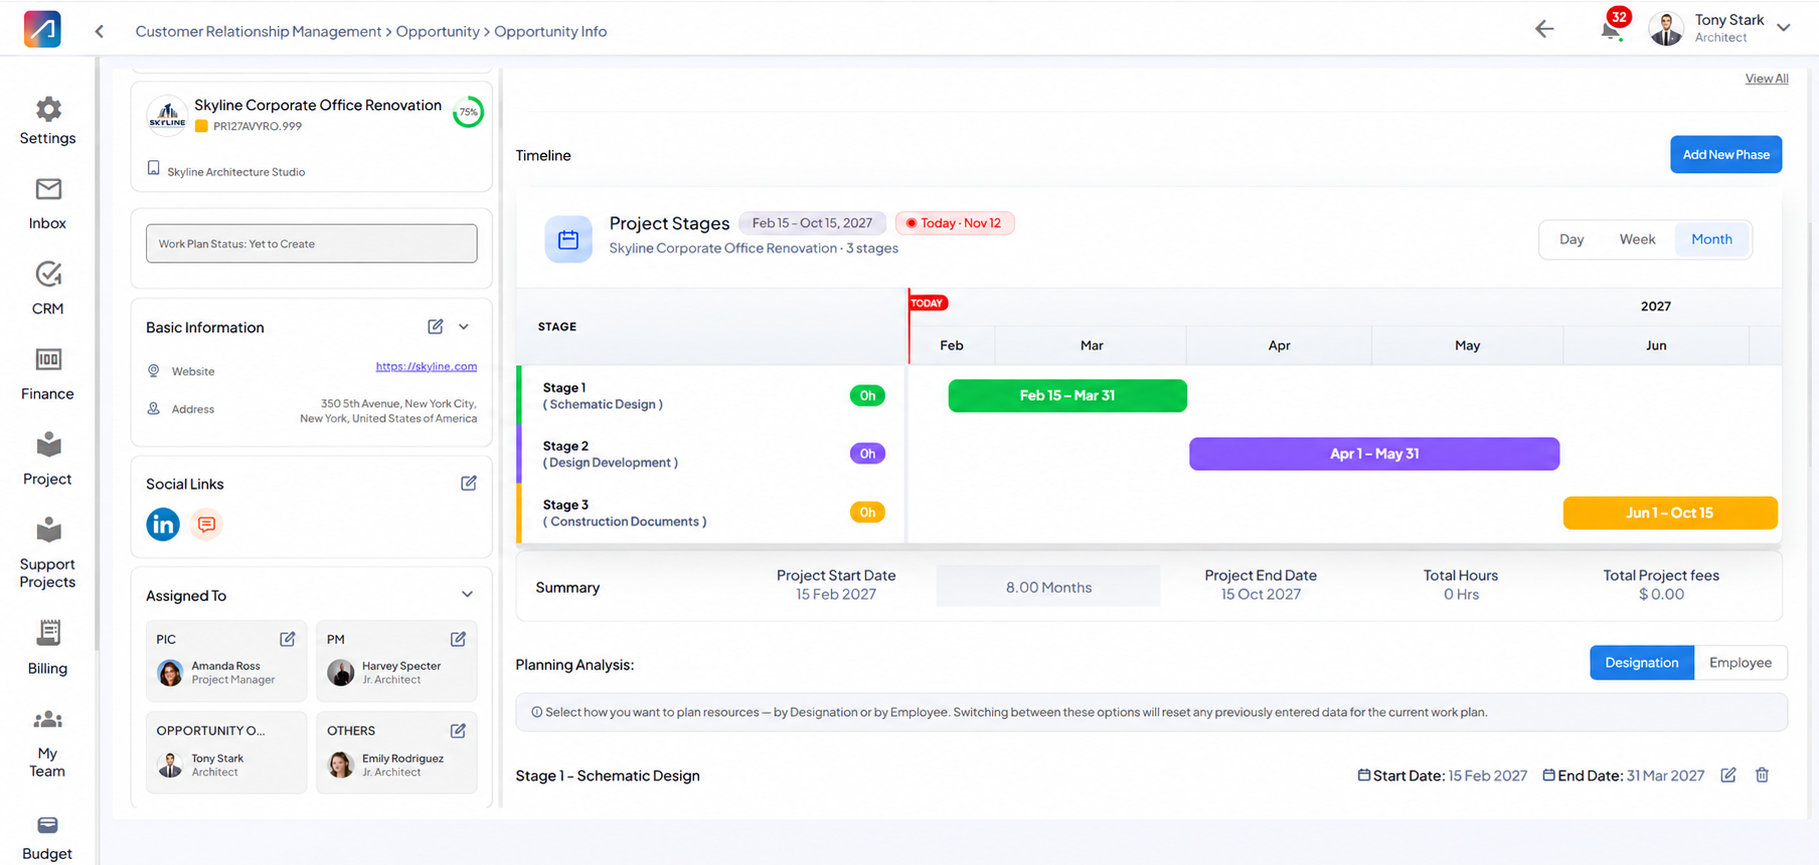 Customer Relationship Management > Opportunity > Opportunity Info
32
Tony Stark
Architect
Settings
Inbox
CRM
Finance
Project
Support
Projects
Billing
My
Team
Budget
SKYLINE
Skyline Corporate Office Renovation
75%
PR127AVYRO.999
Skyline Architecture Studio
Work Plan Status: Yet to Create
Basic Information
Website
https://skyline.com
Address
350 5th Avenue, New York City,
New York, United States of America
Social Links
in
Assigned To
PIC
Amanda Ross
Project Manager
PM
Harvey Specter
Jr. Architect
OPPORTUNITY O...
Tony Stark
Architect
OTHERS
Emily Rodriguez
Jr. Architect
View All
Timeline
Add New Phase
Project Stages
Feb 15 – Oct 15, 2027
Today · Nov 12
Skyline Corporate Office Renovation · 3 stages
Day
Week
Month
STAGE
TODAY
2027
Feb
Mar
Apr
May
Jun
Stage 1
( Schematic Design )
0h
Feb 15 – Mar 31
Stage 2
( Design Development )
0h
Apr 1 – May 31
Stage 3
( Construction Documents )
0h
Jun 1 – Oct 15
Summary
Project Start Date
15 Feb 2027
8.00 Months
Project End Date
15 Oct 2027
Total Hours
0 Hrs
Total Project fees
$ 0.00
Planning Analysis:
Designation
Employee
Select how you want to plan resources — by Designation or by Employee. Switching between these options will reset any previously entered data for the current work plan.
Stage 1 - Schematic Design
Start Date: 15 Feb 2027
End Date: 31 Mar 2027